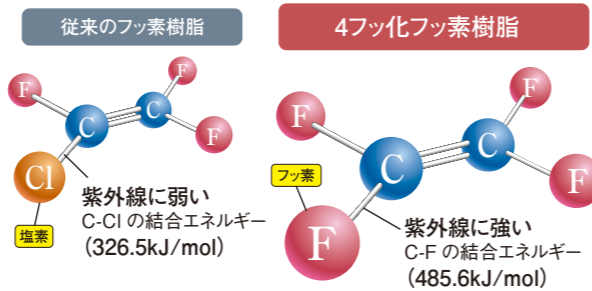 従来のフッ素樹脂
F
F
C
C
F
Cl
塩素
紫外線に弱い
C-Cl の結合エネルギー
(326.5kJ/mol)
4フッ化フッ素樹脂
F
F
C
C
F
フッ素
F
紫外線に強い
C-F の結合エネルギー
(485.6kJ/mol)